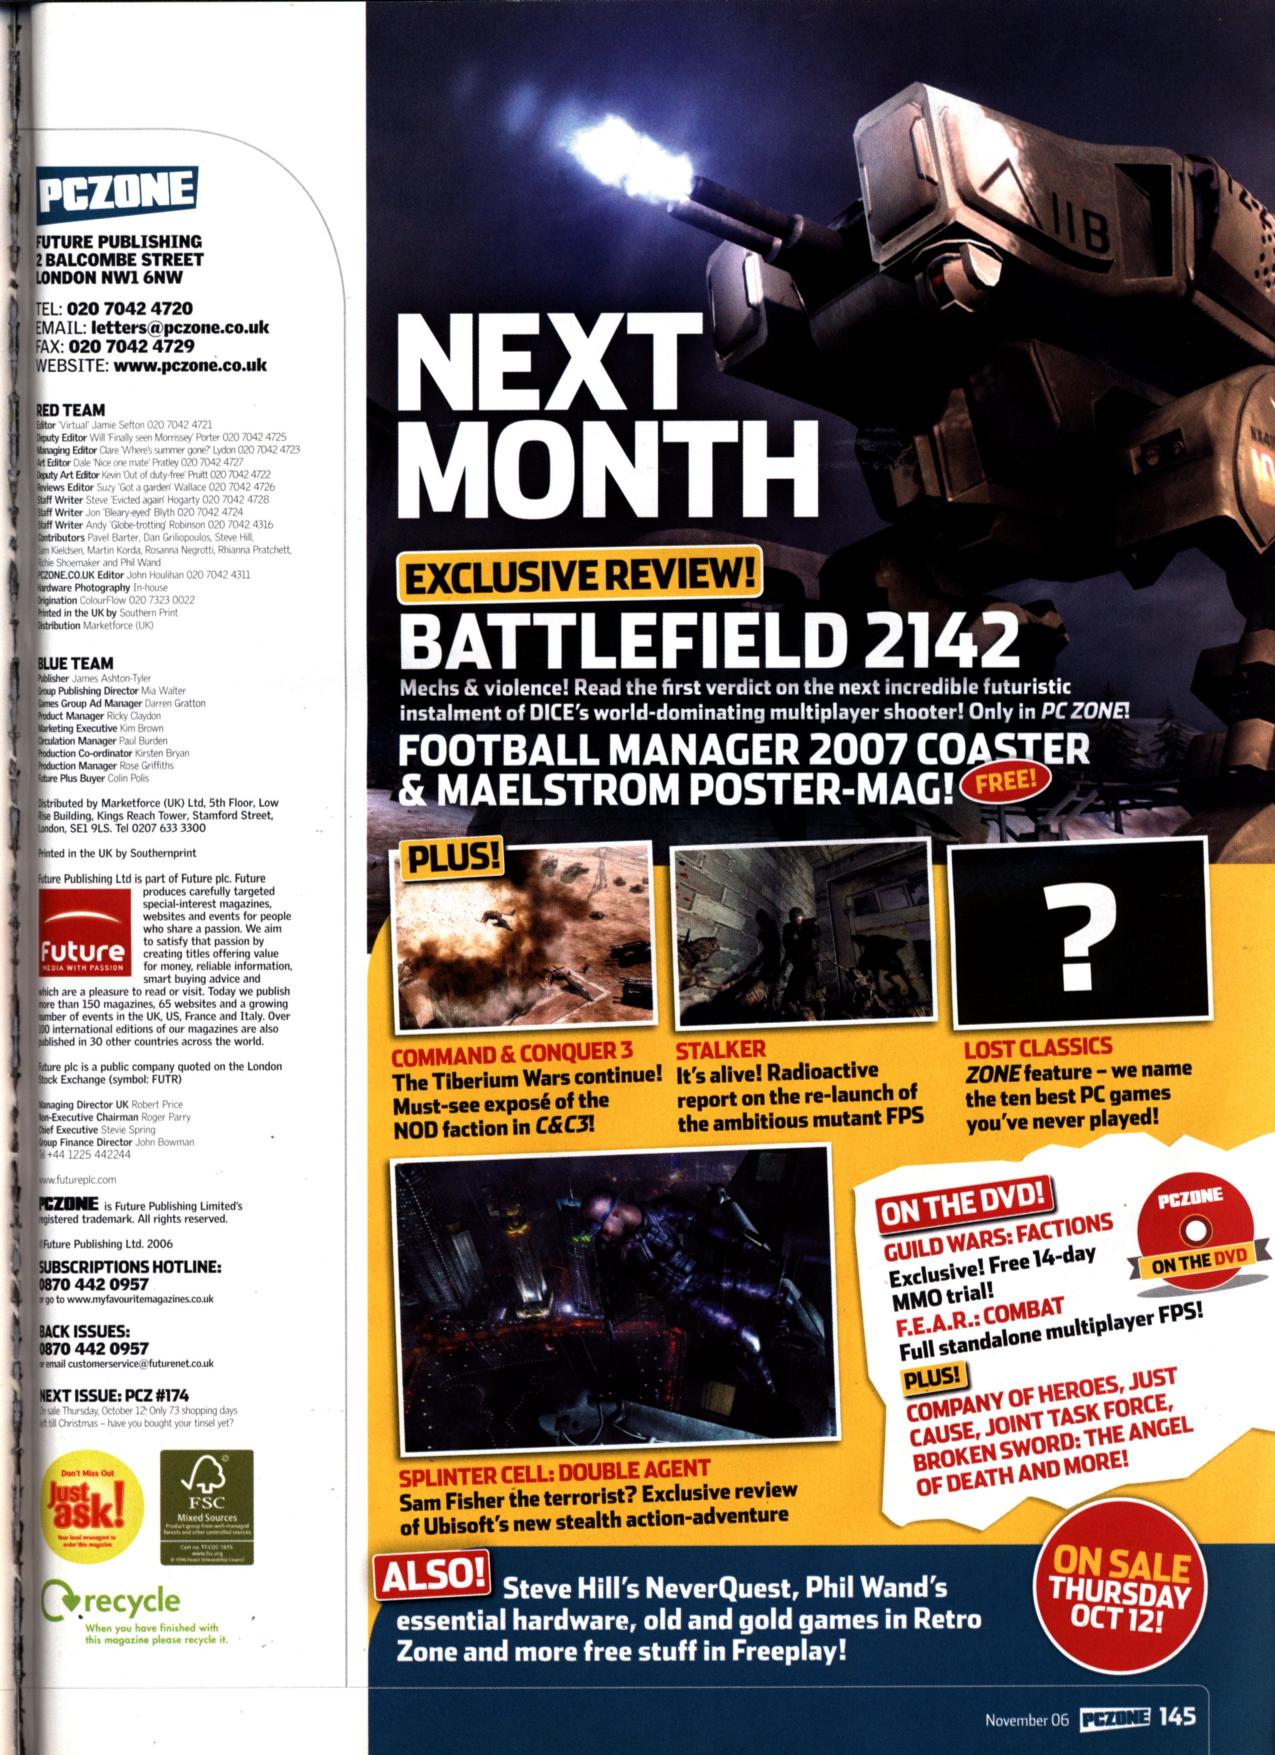 PCZONE
FUTURE PUBLISHING
2 BALCOMBE STREET
LONDON NW1 6NW
TEL: 020 7042 4720
EMAIL: letters@pczone.co.uk
FAX: 020 7042 4729
WEBSITE: www.pczone.co.uk
RED TEAM
Editor 'Virtual' Jamie Sefton 020 7042 4721
Deputy Editor Will 'Finally seen Morrissey' Porter 020 7042 4725
Managing Editor Clare 'Where's summer gone?' Lydon 020 7042 4723
Art Editor Dale 'Nice one mate' Pratley 020 7042 4727
Deputy Art Editor Kevin 'Out of duty-free' Pruitt 020 7042 4722
Reviews Editor Suzy 'Got a garden' Wallace 020 7042 4726
Staff Writer Steve 'Evicted again' Hogarty 020 7042 4728
Staff Writer Jon 'Bleary-eyed' Blyth 020 7042 4724
Staff Writer Andy 'Globe-trotting' Robinson 020 7042 4316
Contributors Pavel Barter, Dan Griliopoulos, Steve Hill,
Kieldsen, Martin Korda, Rosanna Negrotti, Rhianna Pratchett,
Richie Shoemaker and Phil Wand
PCZONE.CO.UK Editor John Houlihan 020 7042 4311
Hardware Photography In-house
Origination ColourFlow 020 7323 0022
Printed in the UK by Southern Print
Distribution Marketforce (UK)
BLUE TEAM
Publisher James Ashton-Tyler
Group Publishing Director Mia Walter
Games Group Ad Manager Darren Gratton
Product Manager Ricky Claydon
Marketing Executive Kim Brown
Circulation Manager Paul Burden
Production Co-ordinator Kirsten Bryan
Production Manager Rose Griffiths
Future Plus Buyer Colin Polis
Distributed by Marketforce (UK) Ltd, 5th Floor, Low
Rise Building, Kings Reach Tower, Stamford Street,
London, SE1 9LS. Tel 0207 633 3300
Printed in the UK by Southernprint
Future Publishing Ltd is part of Future plc. Future
produces carefully targeted
special-interest magazines,
websites and events for people
who share a passion. We aim
to satisfy that passion by
creating titles offering value
for money, reliable information,
smart buying advice and
which are a pleasure to read or visit. Today we publish
more than 150 magazines, 65 websites and a growing
number of events in the UK, US, France and Italy. Over
100 international editions of our magazines are also
published in 30 other countries across the world.
Future
MEDIA WITH PASSION
Future plc is a public company quoted on the London
Stock Exchange (symbol: FUTR)
Managing Director UK Robert Price
Non-Executive Chairman Roger Parry
Chief Executive Stevie Spring
Group Finance Director John Bowman
Tel +44 1225 442244
www.futureplc.com
PCZONE is Future Publishing Limited's
registered trademark. All rights reserved.
©Future Publishing Ltd. 2006
SUBSCRIPTIONS HOTLINE:
0870 442 0957
or go to www.myfavouritemagazines.co.uk
BACK ISSUES:
0870 442 0957
or email customerservice@futurenet.co.uk
NEXT ISSUE: PCZ #174
On sale Thursday, October 12: Only 73 shopping days
left till Christmas – have you bought your tinsel yet?
Don't Miss Out
Just
ask!
Your local newsagent to
order this magazine
FSC
Mixed Sources
Product group from well-managed
forests and other controlled sources
www.fsc.org
© 1996 Forest Stewardship Council
recycle
When you have finished with
this magazine please recycle it.
IIB
NEXT
MONTH
EXCLUSIVE REVIEW!
BATTLEFIELD 2142
Mechs & violence! Read the first verdict on the next incredible futuristic
instalment of DICE's world-dominating multiplayer shooter! Only in PC ZONE!
FOOTBALL MANAGER 2007 COASTER
& MAELSTROM POSTER-MAG! FREE!
PLUS!
?
COMMAND & CONQUER 3
The Tiberium Wars continue!
Must-see exposé of the
NOD faction in C&C3!
STALKER
It's alive! Radioactive
report on the re-launch of
the ambitious mutant FPS
LOST CLASSICS
ZONE feature – we name
the ten best PC games
you've never played!
SPLINTER CELL: DOUBLE AGENT
Sam Fisher the terrorist? Exclusive review
of Ubisoft's new stealth action-adventure
ON THE DVD!
GUILD WARS: FACTIONS
Exclusive! Free 14-day
MMO trial!
F.E.A.R.: COMBAT
Full standalone multiplayer FPS!
PLUS!
COMPANY OF HEROES, JUST
CAUSE, JOINT TASK FORCE,
BROKEN SWORD: THE ANGEL
OF DEATH AND MORE!
PCZONE
ON THE DVD
ALSO! Steve Hill's NeverQuest, Phil Wand's
essential hardware, old and gold games in Retro
Zone and more free stuff in Freeplay!
ON SALE
THURSDAY
OCT 12!
November 06 PCZONE 145